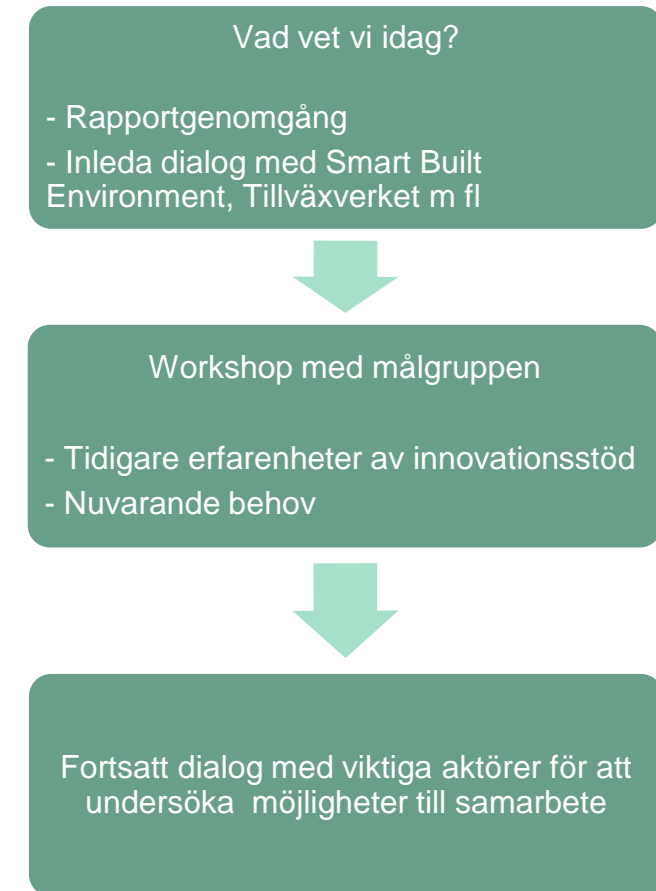 Vad vet vi idag?
- Rapportgenomgång
- Inleda dialog med Smart Built
Environment, Tillväxverket m fl
Workshop med målgruppen
- Tidigare erfarenheter av innovationsstöd
- Nuvarande behov
Fortsatt dialog med viktiga aktörer för att
undersöka  möjligheter till samarbete